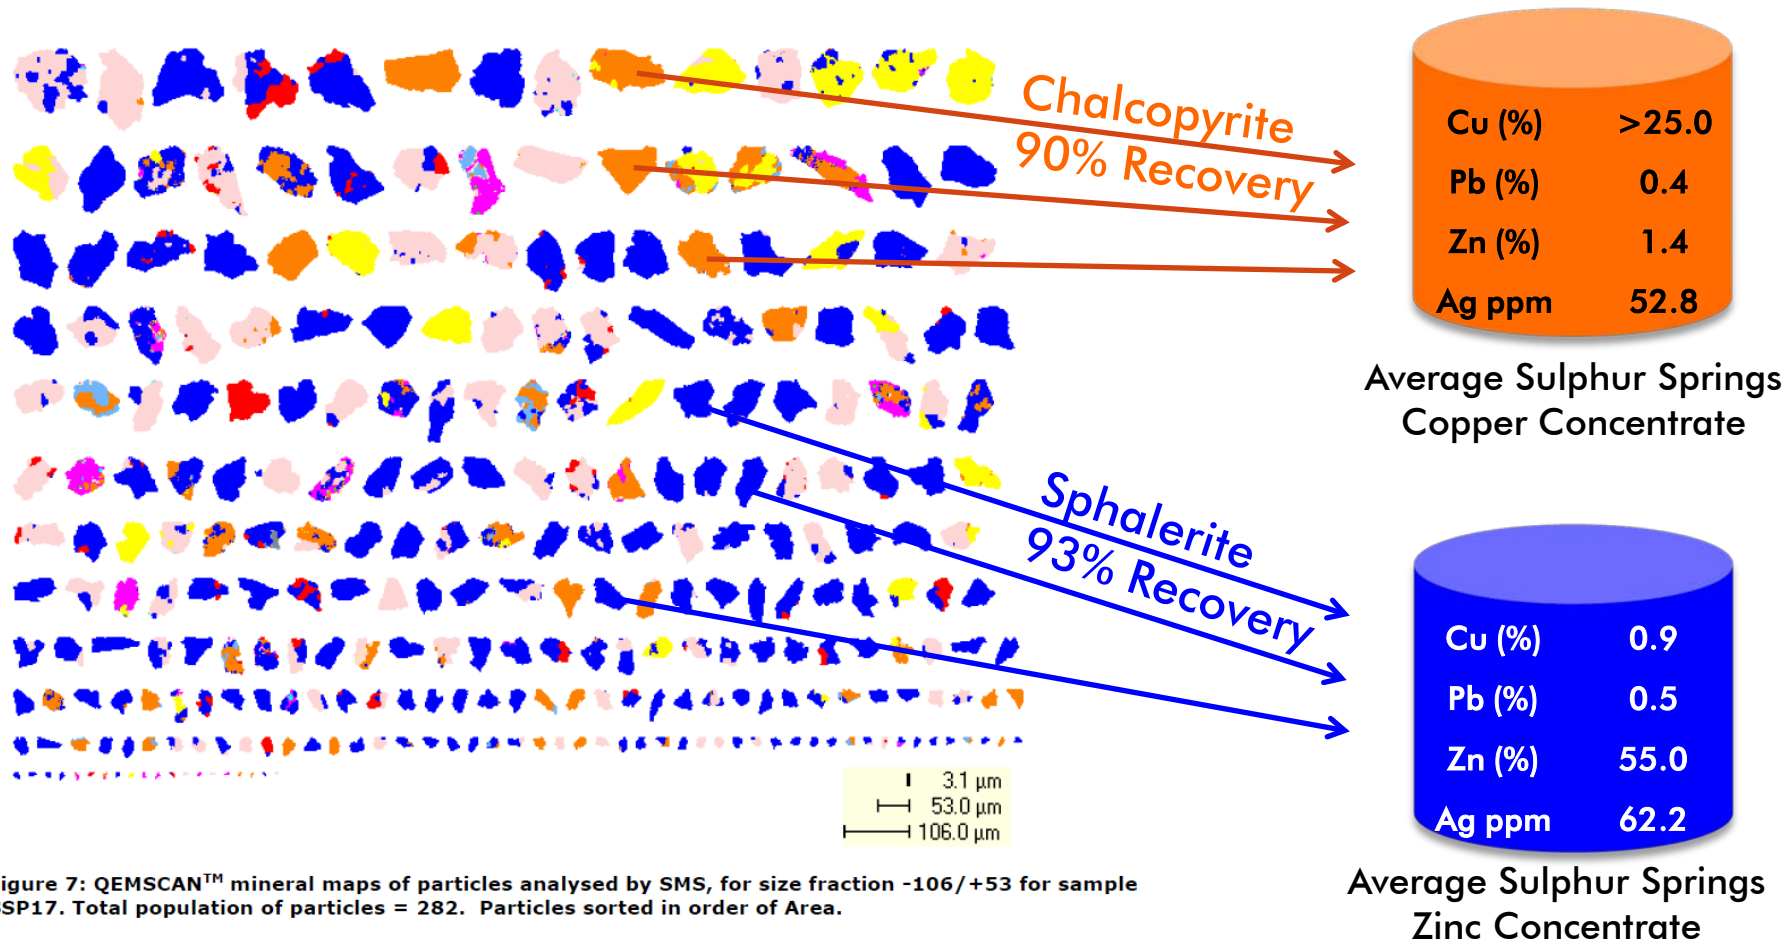 Chalcopyrite
90% Recovery
Cu (%) >25.0
Pb (%) 0.4
Zn (%) 1.4
Ag ppm 52.8
Average Sulphur Springs
Copper Concentrate
Sphalerite
93% Recovery
Cu (%) 0.9
Pb (%) 0.5
Zn (%) 55.0
Ag ppm 62.2
Average Sulphur Springs
Zinc Concentrate
3.1 µm
53.0 µm
106.0 µm
igure 7: QEMSCAN™ mineral maps of particles analysed by SMS, for size fraction -106/+53 for sample
SSP17. Total population of particles = 282. Particles sorted in order of Area.